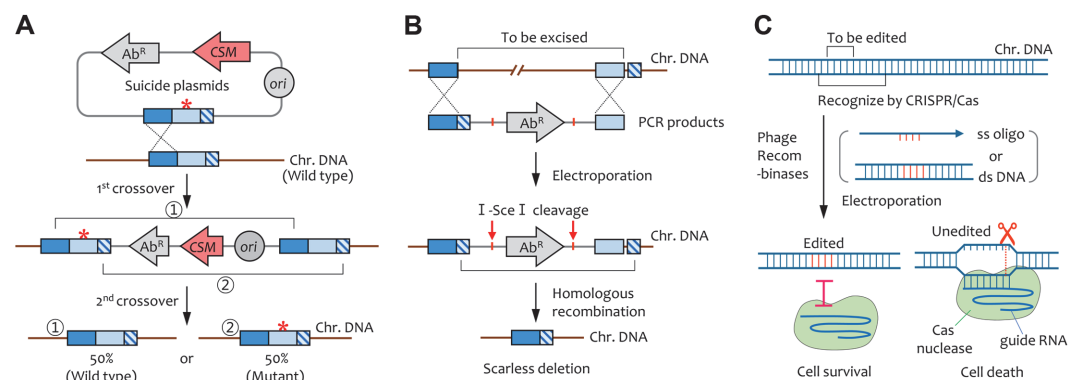 A
Ab^R
CSM
ori
Suicide plasmids
*
Chr. DNA
(Wild type)
1st crossover
①
*
Ab^R
CSM
ori
②
2nd crossover
①
②
*
Chr. DNA
50%
(Wild type)
or
50%
(Mutant)
B
To be excised
Chr. DNA
Ab^R
PCR products
Electroporation
I-Sce I cleavage
Ab^R
Chr. DNA
Homologous
recombination
Chr. DNA
Scarless deletion
C
To be edited
Chr. DNA
Recognize by CRISPR/Cas
Phage
Recom
-binases
ss oligo
or
ds DNA
Electroporation
Edited
Unedited
Cas
nuclease
guide RNA
Cell survival
Cell death